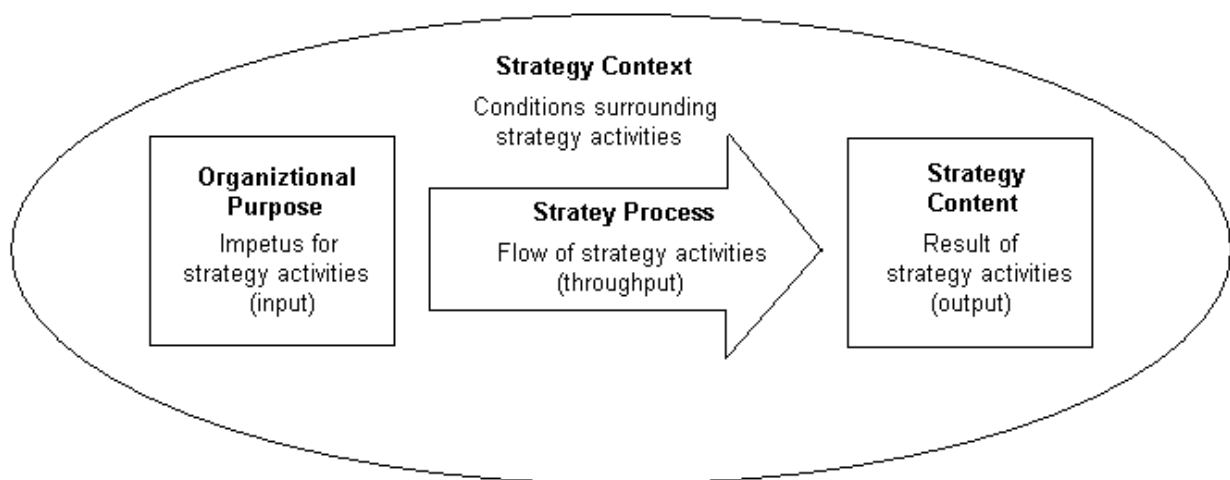 Strategy Context
Conditions surrounding
strategy activities
Organiztional
Purpose
Impetus for
strategy activities
(input)
Stratey Process
Flow of strategy activities
(throughput)
Strategy
Content
Result of
strategy activities
(output)